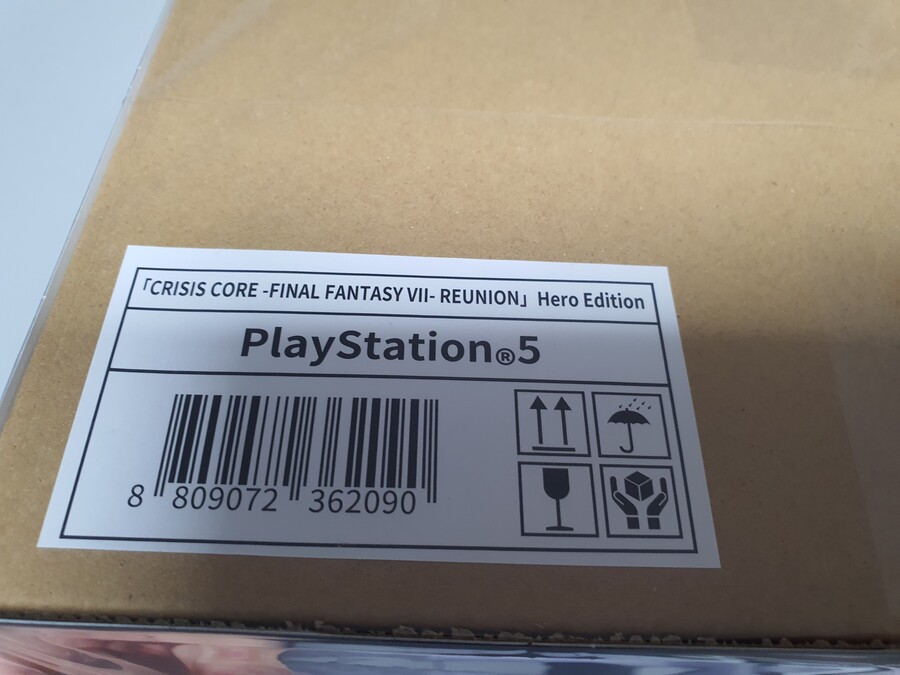 「CRISIS CORE -FINAL FANTASY VII- REUNION」 Hero Edition
PlayStation®5
8 809072 362090